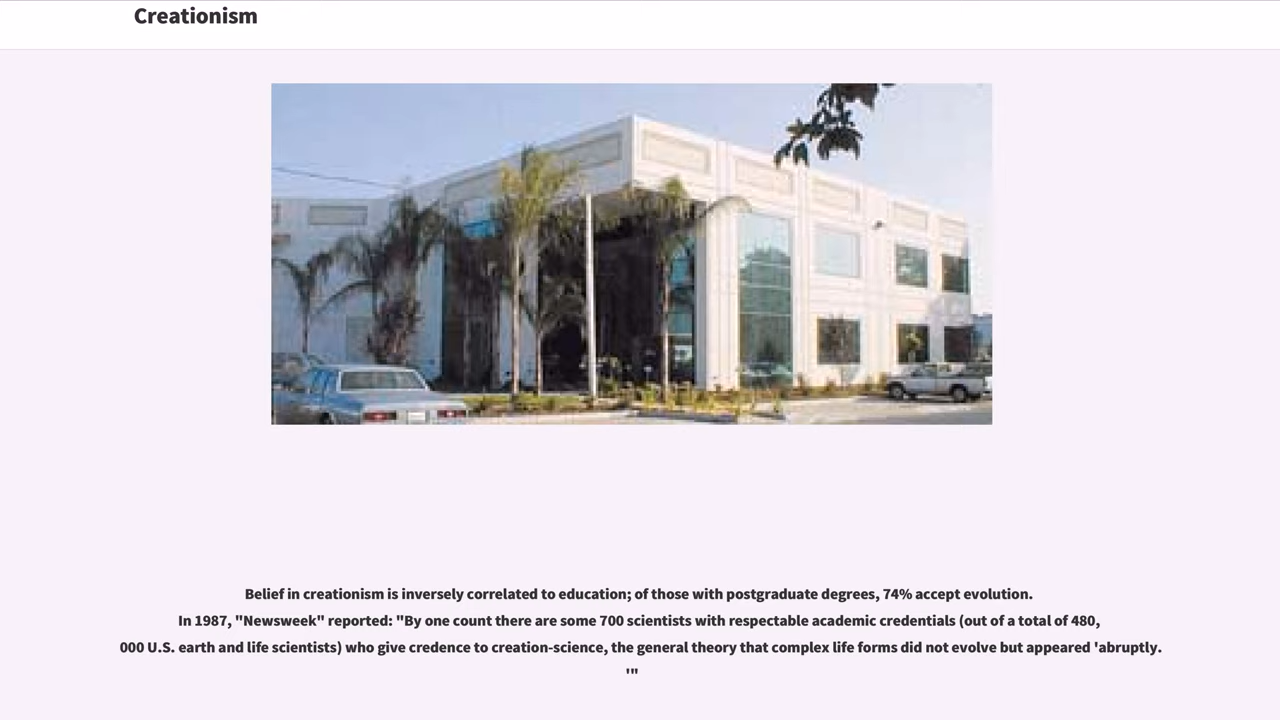 Creationism
Belief in creationism is inversely correlated to education; of those with postgraduate degrees, 74% accept evolution.
In 1987, "Newsweek" reported: "By one count there are some 700 scientists with respectable academic credentials (out of a total of 480,
000 U.S. earth and life scientists) who give credence to creation-science, the general theory that complex life forms did not evolve but appeared 'abruptly.
'"